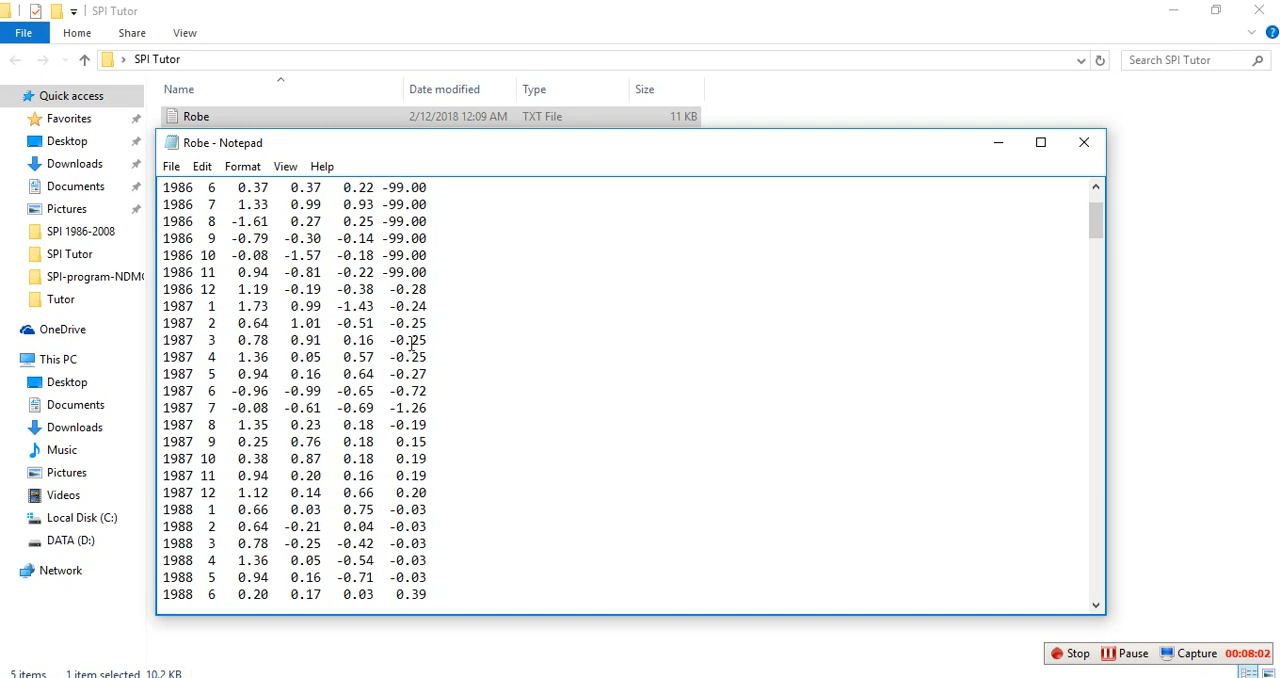 SPI Tutor
File Home Share View
SPI Tutor
Search SPI Tutor
Name Date modified Type Size
Robe 2/12/2018 12:09 AM TXT File 11 KB
Quick access
Favorites
Desktop
Downloads
Documents
Pictures
SPI 1986-2008
SPI Tutor
SPI-program-NDMC
Tutor
OneDrive
This PC
Desktop
Documents
Downloads
Music
Pictures
Videos
Local Disk (C:)
DATA (D:)
Network
Robe - Notepad
File Edit Format View Help
1986 6 0.37 0.37 0.22 -99.00
1986 7 1.33 0.99 0.93 -99.00
1986 8 -1.61 0.27 0.25 -99.00
1986 9 -0.79 -0.30 -0.14 -99.00
1986 10 -0.08 -1.57 -0.18 -99.00
1986 11 0.94 -0.81 -0.22 -99.00
1986 12 1.19 -0.19 -0.38 -0.28
1987 1 1.73 0.99 -1.43 -0.24
1987 2 0.64 1.01 -0.51 -0.25
1987 3 0.78 0.91 0.16 -0.25
1987 4 1.36 0.05 0.57 -0.25
1987 5 0.94 0.16 0.64 -0.27
1987 6 -0.96 -0.99 -0.65 -0.72
1987 7 -0.08 -0.61 -0.69 -1.26
1987 8 1.35 0.23 0.18 -0.19
1987 9 0.25 0.76 0.18 0.15
1987 10 0.38 0.87 0.18 0.19
1987 11 0.94 0.20 0.16 0.19
1987 12 1.12 0.14 0.66 0.20
1988 1 0.66 0.03 0.75 -0.03
1988 2 0.64 -0.21 0.04 -0.03
1988 3 0.78 -0.25 -0.42 -0.03
1988 4 1.36 0.05 -0.54 -0.03
1988 5 0.94 0.16 -0.71 -0.03
1988 6 0.20 0.17 0.03 0.39
Stop Pause Capture 00:08:02
5 items 1 item selected 10.2 KB